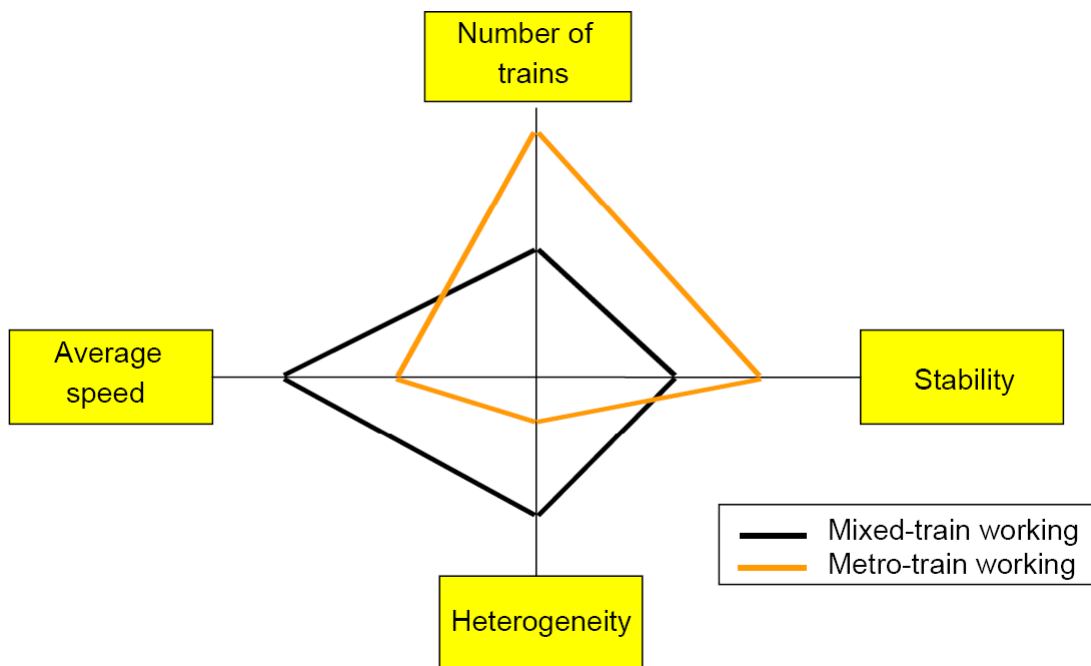 Number of
trains
Average
speed
Stability
Mixed-train working
Metro-train working
Heterogeneity